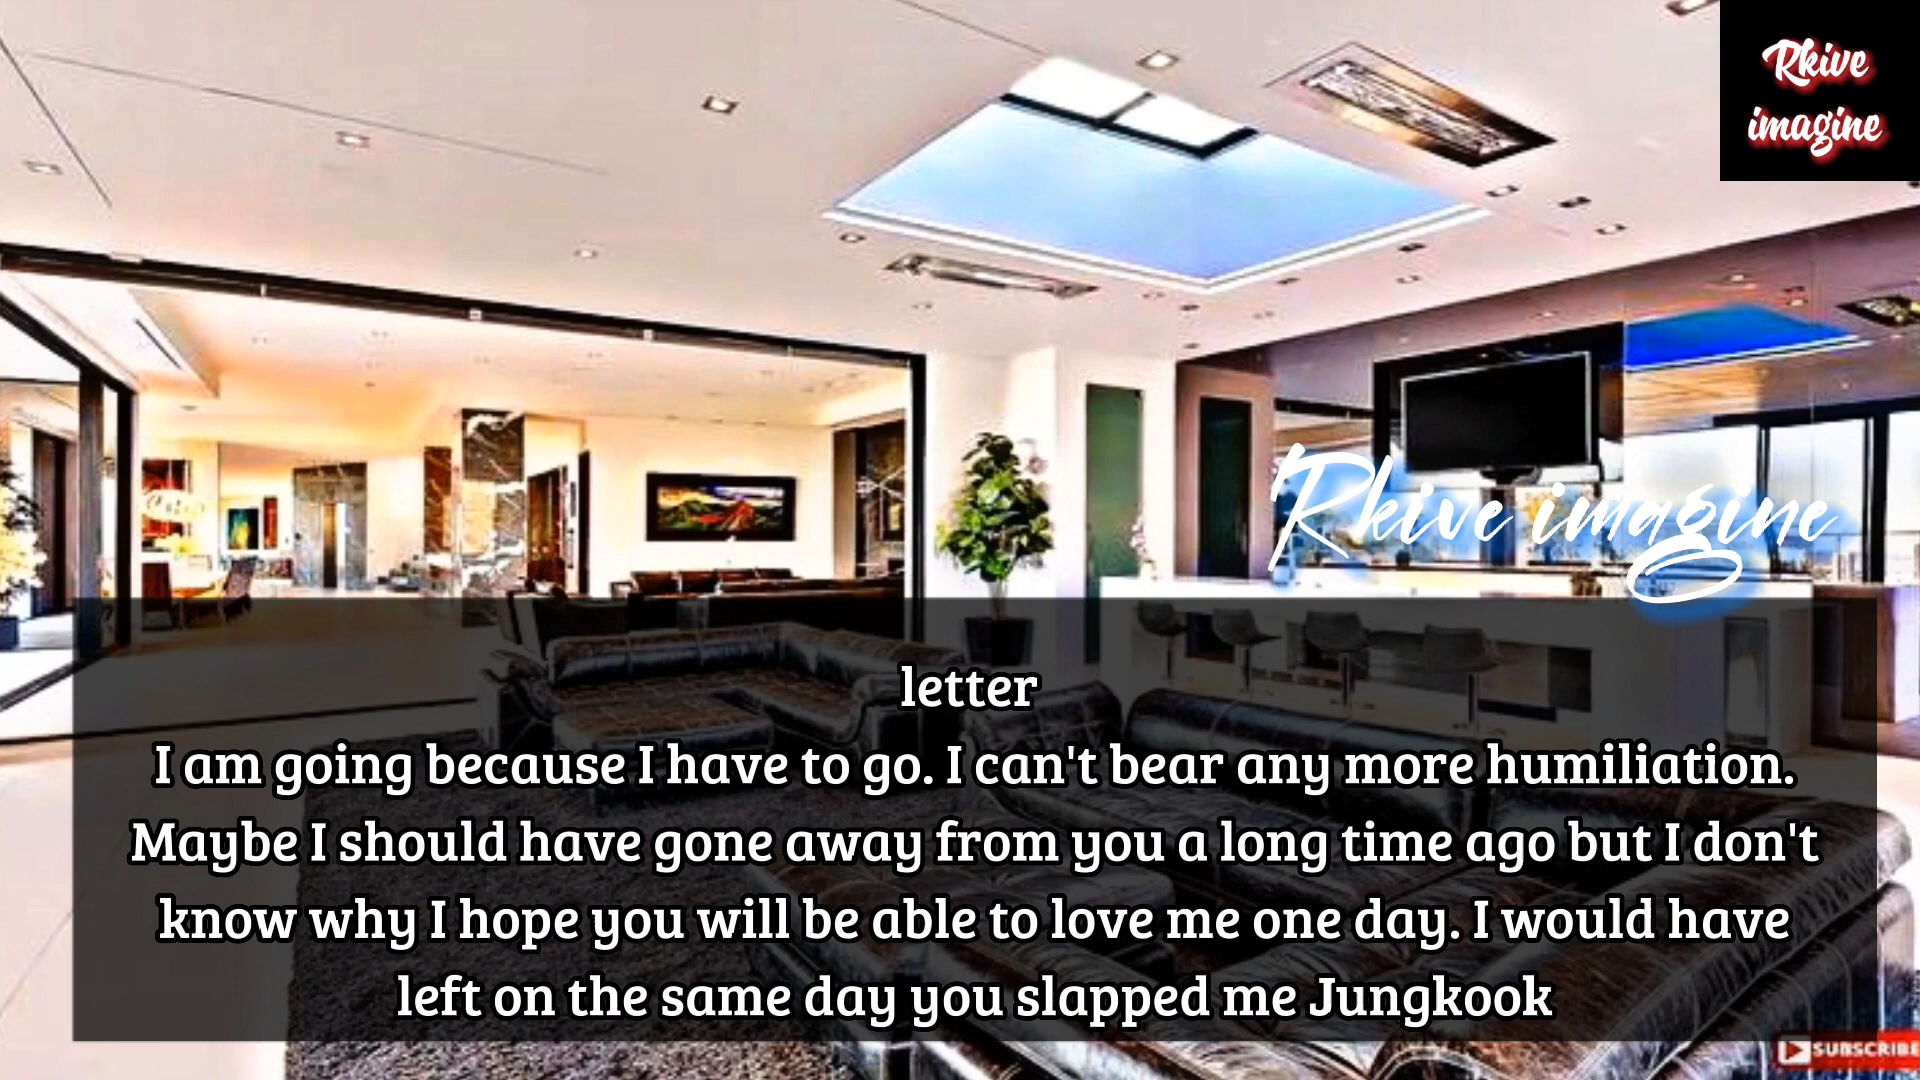 Rkive
imagine
Rkive imagine
letter
I am going because I have to go. I can't bear any more humiliation.
Maybe I should have gone away from you a long time ago but I don't
know why I hope you will be able to love me one day. I would have
left on the same day you slapped me Jungkook
SUBSCRIBE